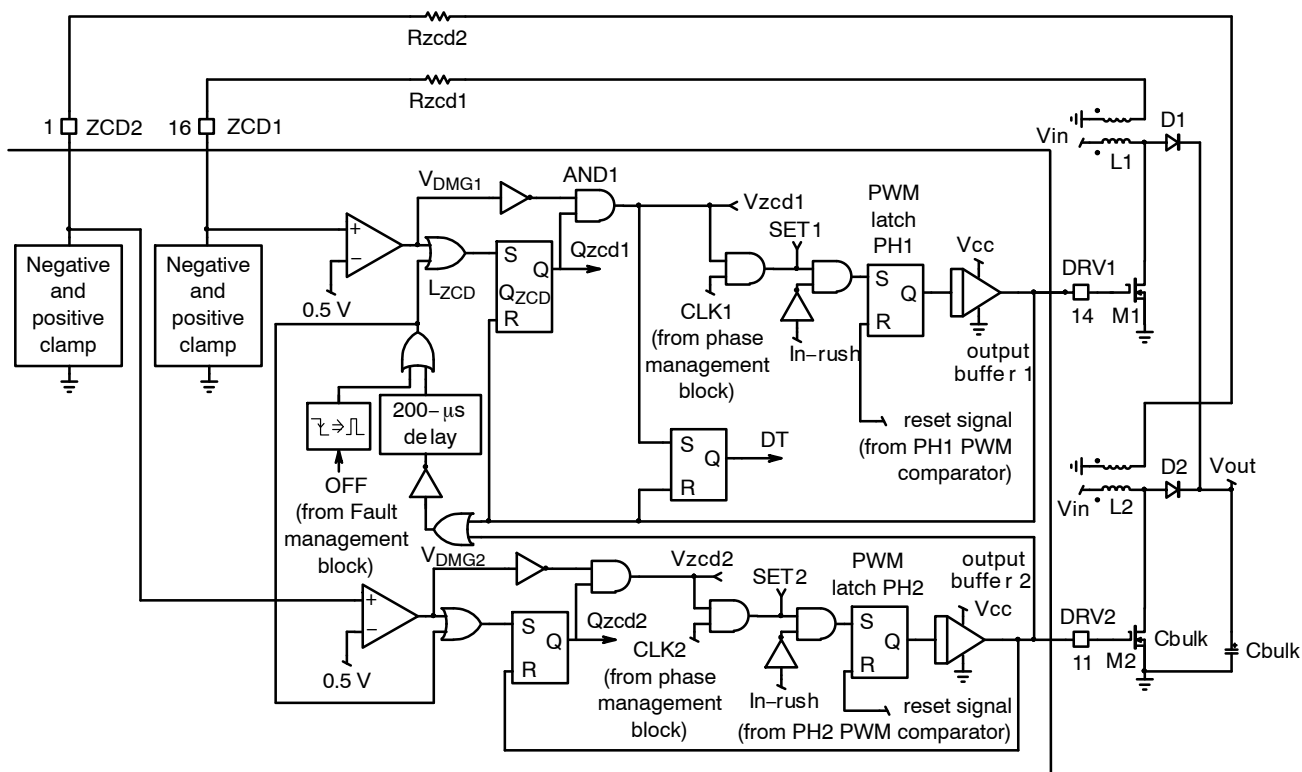 Rzcd2
Rzcd1
1 ZCD2
16 ZCD1
Vin
D1
L1
AND1
VDMG1
Vzcd1
PWM
latch
PH1
SET1
Vcc
DRV1
Negative
and
positive
clamp
Negative
and
positive
clamp
+
−
0.5 V
LZCD
S
Q
QZCD
R
Qzcd1
CLK1
(from phase
management
block)
In−rush
S
Q
R
14
M1
output
buffe r 1
200−μs
de lay
OFF
(from Fault
management
block)
S
Q
R
DT
reset signal
(from PH1 PWM
comparator)
D2
Vout
Vin
L2
VDMG2
Vzcd2
SET2
PWM
latch PH2
output
buffe r 2
Vcc
+
−
0.5 V
S
Q
R
Qzcd2
CLK2
(from phase
management
block)
In−rush
S
Q
R
DRV2
11
M2
Cbulk
Cbulk
reset signal
(from PH2 PWM
comparator)